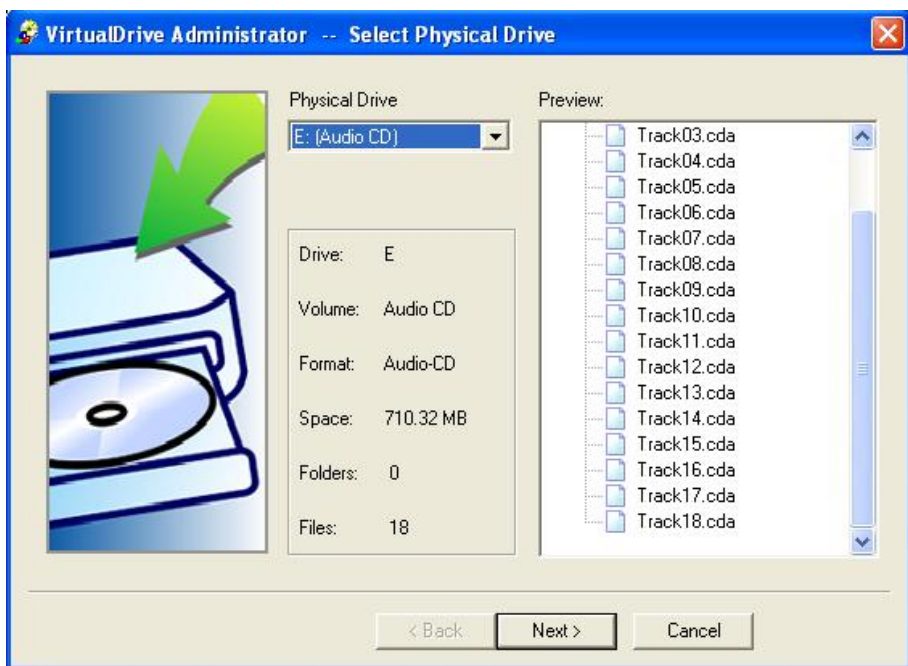 VirtualDrive Administrator -- Select Physical Drive
Physical Drive
E: (Audio CD)
Drive: E
Volume: Audio CD
Format: Audio-CD
Space: 710.32 MB
Folders: 0
Files: 18
Preview:
Track03.cda
Track04.cda
Track05.cda
Track06.cda
Track07.cda
Track08.cda
Track09.cda
Track10.cda
Track11.cda
Track12.cda
Track13.cda
Track14.cda
Track15.cda
Track16.cda
Track17.cda
Track18.cda
< Back
Next >
Cancel